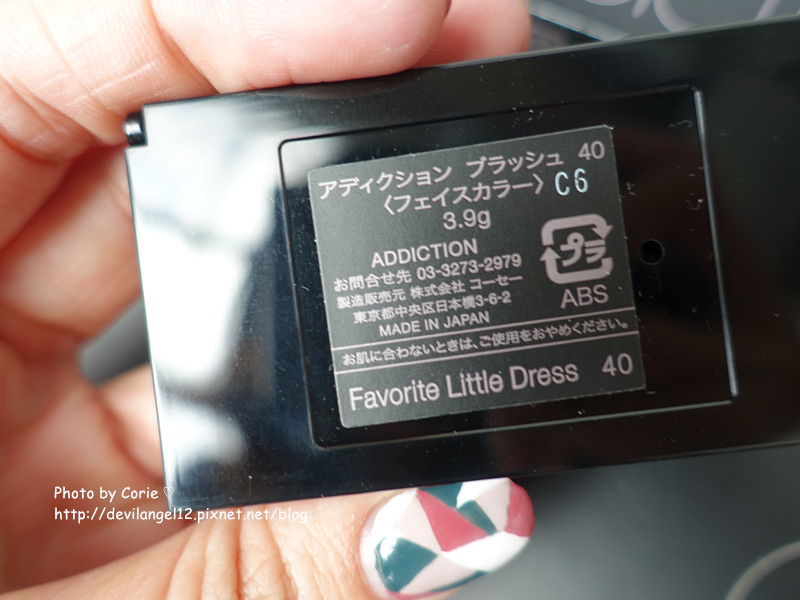 アディクション ブラッシュ 40
〈フェイスカラー〉 C6
3.9g
ADDICTION
お問合せ先 03-3273-2979
製造販売元 株式会社 コーセー
東京都中央区日本橋3-6-2
MADE IN JAPAN
プラ
ABS
お肌に合わないときは、ご使用をおやめください。
Favorite Little Dress 40
Photo by Corie ♡
http://devilangel12.pixnet.net/blog